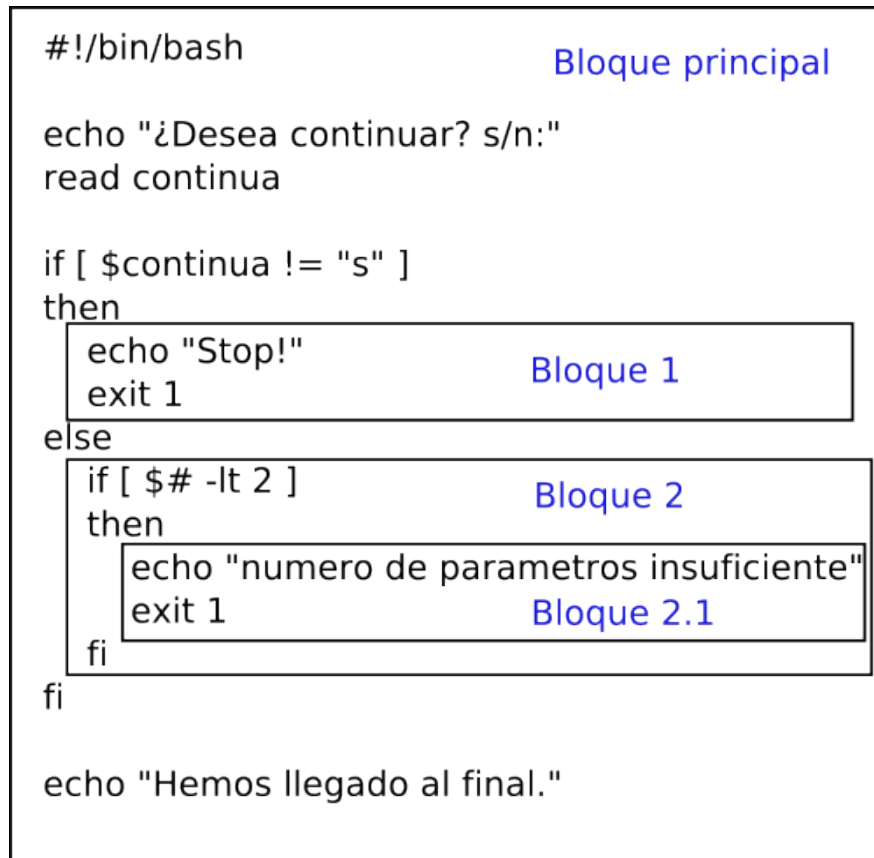 #!/bin/bash
Bloque principal
echo "¿Desea continuar? s/n:"
read continua
if [ $continua != "s" ]
then
echo "Stop!"
Bloque 1
exit 1
else
if [ $# -lt 2 ]
Bloque 2
then
echo "numero de parametros insuficiente"
exit 1
Bloque 2.1
fi
fi
echo "Hemos llegado al final."